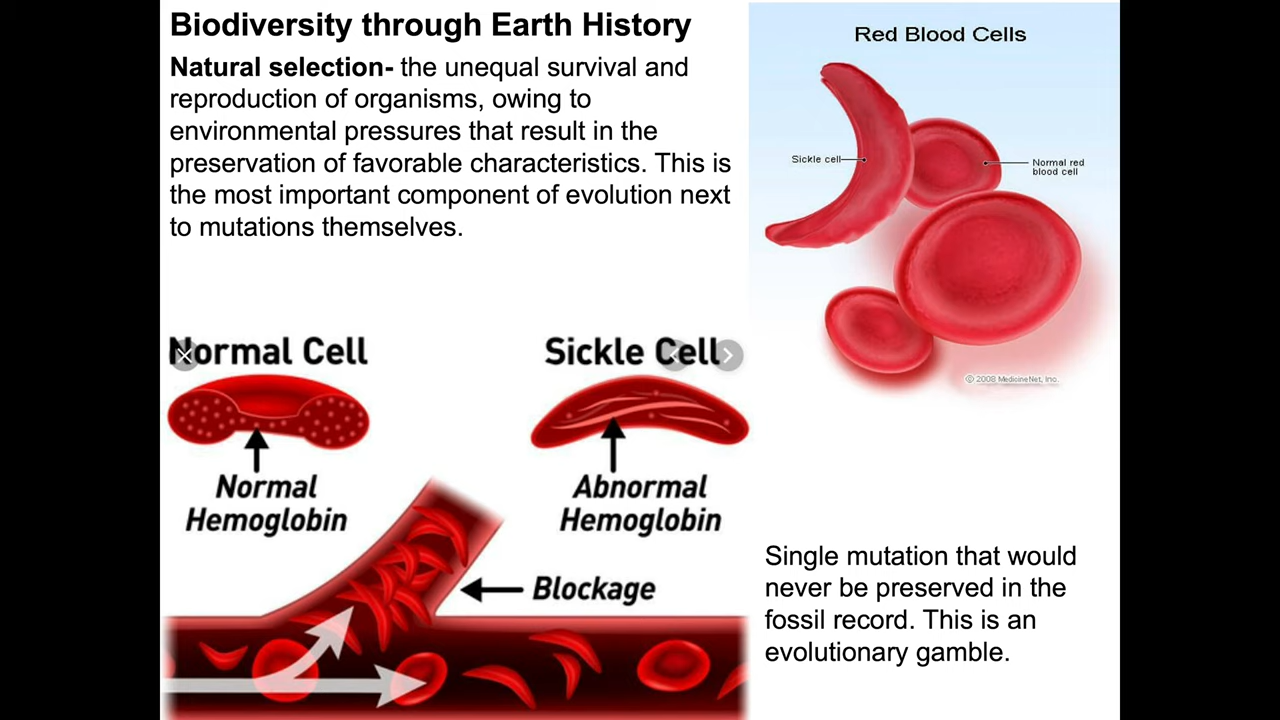 Biodiversity through Earth History
Natural selection- the unequal survival and
reproduction of organisms, owing to
environmental pressures that result in the
preservation of favorable characteristics. This is
the most important component of evolution next
to mutations themselves.
Red Blood Cells
Sickle cell
Normal red
blood cell
© 2008 MedicineNet, Inc.
Normal Cell
Sickle Cell
Normal
Hemoglobin
Abnormal
Hemoglobin
Blockage
Single mutation that would
never be preserved in the
fossil record. This is an
evolutionary gamble.